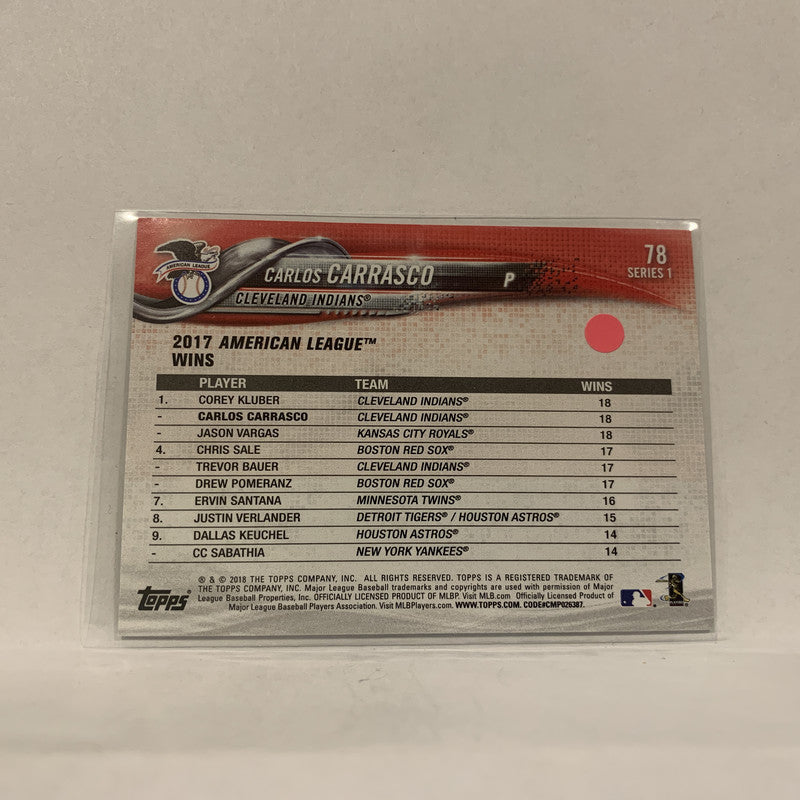 AMERICAN LEAGUE
78
SERIES 1
CARLOS CARRASCO P
CLEVELAND INDIANS®
2017 AMERICAN LEAGUE™
WINS
PLAYER TEAM WINS
1. COREY KLUBER CLEVELAND INDIANS® 18
- CARLOS CARRASCO CLEVELAND INDIANS® 18
- JASON VARGAS KANSAS CITY ROYALS® 18
4. CHRIS SALE BOSTON RED SOX® 17
- TREVOR BAUER CLEVELAND INDIANS® 17
- DREW POMERANZ BOSTON RED SOX® 17
7. ERVIN SANTANA MINNESOTA TWINS® 16
8. JUSTIN VERLANDER DETROIT TIGERS® / HOUSTON ASTROS® 15
9. DALLAS KEUCHEL HOUSTON ASTROS® 14
- CC SABATHIA NEW YORK YANKEES® 14
® & © 2018 THE TOPPS COMPANY, INC. ALL RIGHTS RESERVED. TOPPS IS A REGISTERED TRADEMARK OF
THE TOPPS COMPANY, INC. Major League Baseball trademarks and copyrights are used with permission of Major
League Baseball Properties, Inc. OFFICIALLY LICENSED PRODUCT OF MLBP. Visit MLB.com Officially Licensed Product of
Major League Baseball Players Association. Visit MLBPlayers.com. WWW.TOPPS.COM. CODE#CMP026387.
topps®